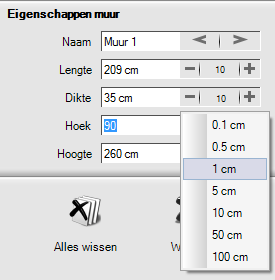 Eigenschappen muur
Naam Muur 1
Lengte 209 cm 10
Dikte 35 cm 10
Hoek 90
Hoogte 260 cm
0.1 cm
0.5 cm
1 cm
5 cm
10 cm
50 cm
100 cm
Alles wissen